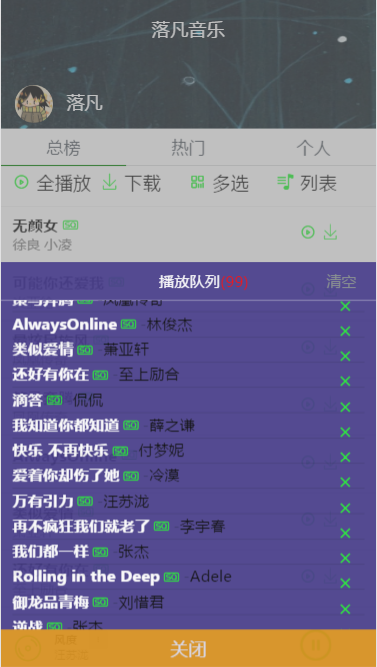 落凡音乐
落凡
总榜 热门 个人
全播放 下载 多选 列表
无颜女 SQ
徐良 小凌
可能你还爱我
播放队列(99) 清空
策马奔腾 SQ -凤凰传奇
AlwaysOnline SQ -林俊杰
类似爱情 SQ -萧亚轩
还好有你在 SQ -至上励合
滴答 SQ -侃侃
我知道你都知道 SQ -薛之谦
快乐 不再快乐 SQ -付梦妮
爱着你却伤了她 SQ -冷漠
万有引力 SQ -汪苏泷
再不疯狂我们就老了 SQ -李宇春
我们都一样 SQ -张杰
Rolling in the Deep SQ -Adele
御龙品青梅 SQ -刘惜君
逆战 SQ -张杰
关闭